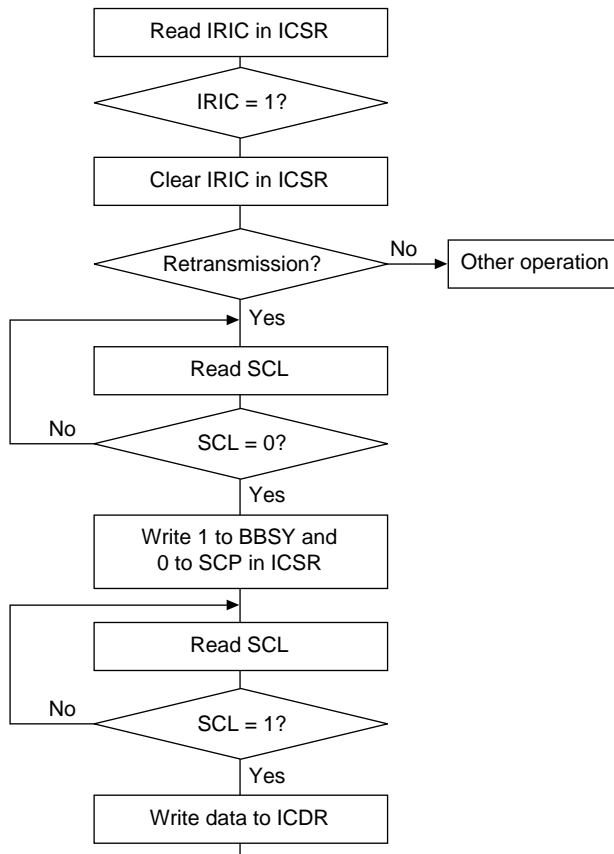 Read IRIC in ICSR
IRIC = 1?
Clear IRIC in ICSR
Retransmission?
No
Other operation
Yes
Read SCL
No
SCL = 0?
Yes
Write 1 to BBSY and
0 to SCP in ICSR
Read SCL
No
SCL = 1?
Yes
Write data to ICDR